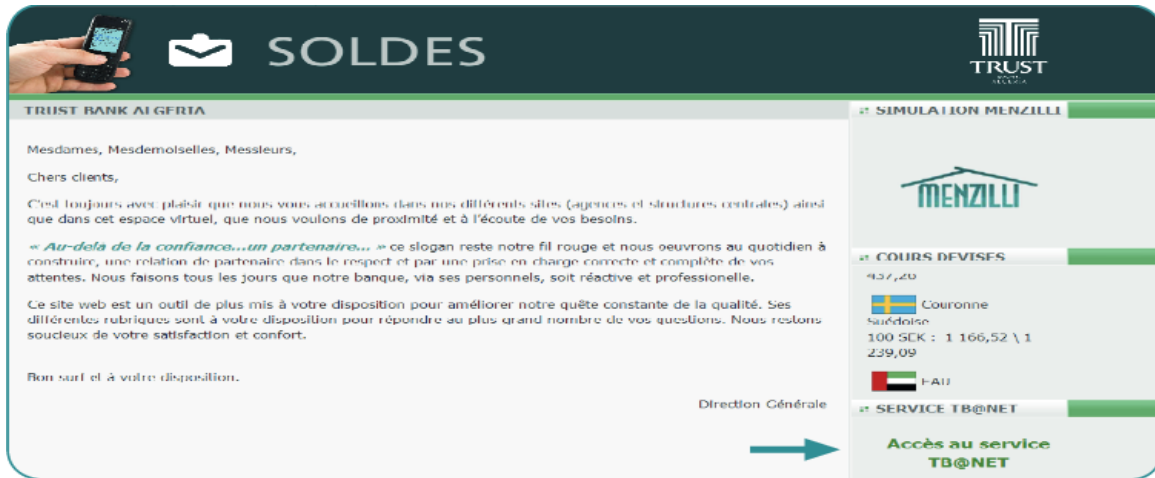 SOLDES
TRUST
TRUST BANK ALGERIA
Mesdames, Mesdemoiselles, Messieurs,
Chers clients,
C'est toujours avec plaisir que nous vous accueillons dans nos différents sites (agences et structures centrales) ainsi
que dans cet espace virtuel, que nous voulons de proximité et à l'écoute de vos besoins.
« Au-delà de la confiance...un partenaire... » ce slogan reste notre fil rouge et nous oeuvrons au quotidien à
construire, une relation de partenaire dans le respect et par une prise en charge correcte et complète de vos
attentes. Nous faisons tous les jours que notre banque, via ses personnels, soit réactive et professionelle.
Ce site web est un outil de plus mis à votre disposition pour améliorer notre quête constante de la qualité. Ses
différentes rubriques sont à votre disposition pour répondre au plus grand nombre de vos questions. Nous restons
soucieux de votre satisfaction et confort.
Bon surf et à votre disposition.
Direction Générale
SIMULATION MENZILLI
MENZILLI
COURS DEVISES
Couronne
Suédoise
100 SEK : 1 166,52 \ 1
239,09
EAU
SERVICE TB@NET
Accès au service
TB@NET